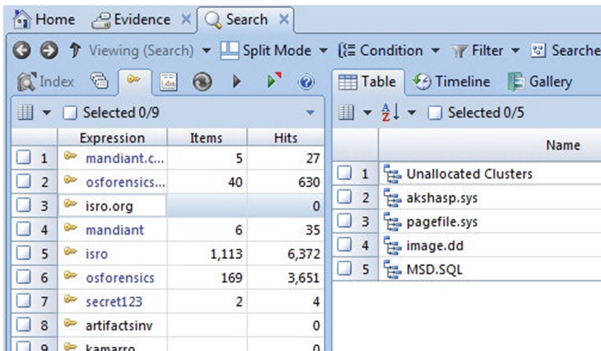 Home Evidence Search
Viewing (Search) Split Mode Condition Filter Searche
Index
Table Timeline Gallery
Selected 0/9
Selected 0/5
Expression Items Hits
1 mandiant.c... 5 27
2 osforensics... 40 630
3 isro.org 0
4 mandiant 6 35
5 isro 1,113 6,372
6 osforensics 169 3,651
7 secret123 2 4
8 artifactsinv 0
9 kamarro 0
Name
1 Unallocated Clusters
2 akshasp.sys
3 pagefile.sys
4 image.dd
5 MSD.SQL